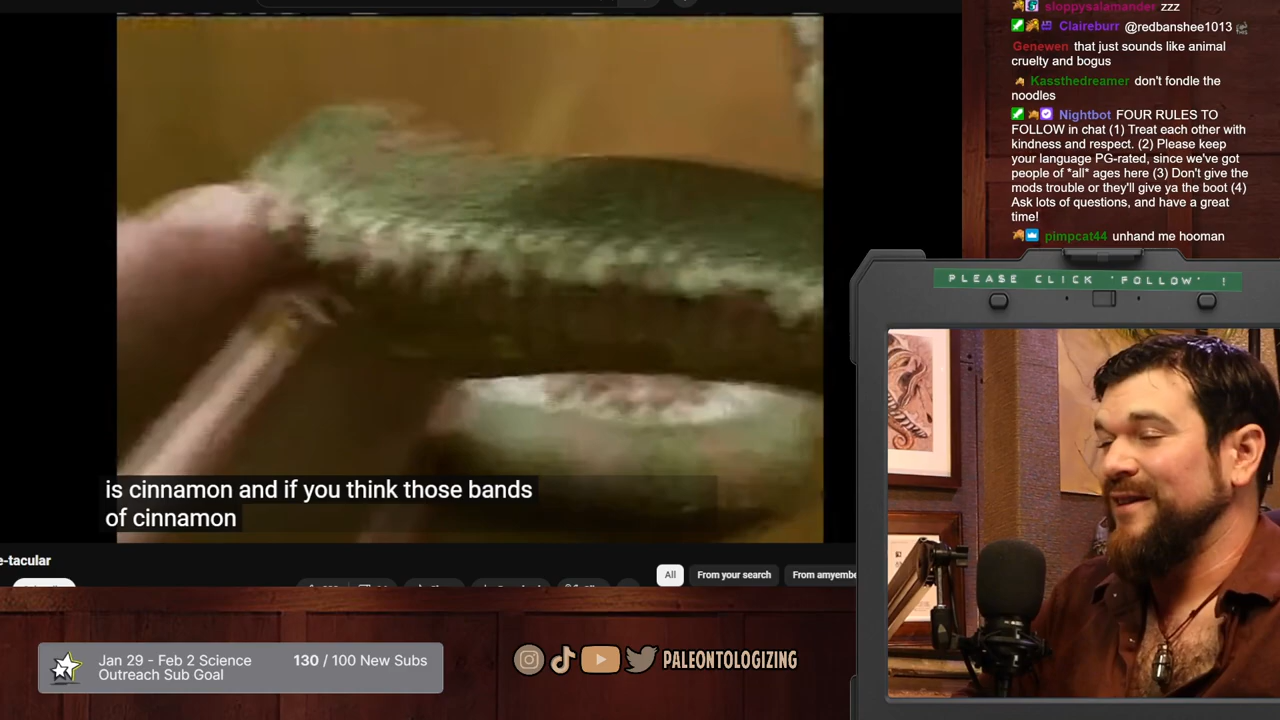 sloppysalamander zzz
Claireburr @redbanshee1013
Genewen that just sounds like animal
cruelty and bogus
Kassthedreamer don't fondle the
noodles
Nightbot FOUR RULES TO
FOLLOW in chat (1) Treat each other with
kindness and respect. (2) Please keep
your language PG-rated, since we've got
people of *all* ages here (3) Don't give the
mods trouble or they'll give ya the boot (4)
Ask lots of questions, and have a great
time!
pimpcat44 unhand me hooman
PLEASE CLICK "FOLLOW" !
is cinnamon and if you think those bands
of cinnamon
e-tacular
All From your search From amyembe
Jan 29 - Feb 2 Science
Outreach Sub Goal
130 / 100 New Subs
PALEONTOLOGIZING